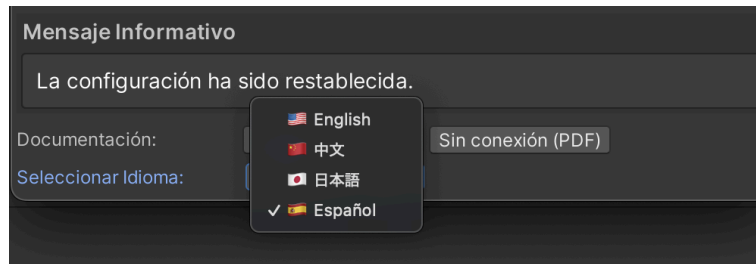 Mensaje Informativo
La configuración ha sido restablecida.
Documentación:
Sin conexión (PDF)
Seleccionar Idioma:
English
中文
日本語
Español